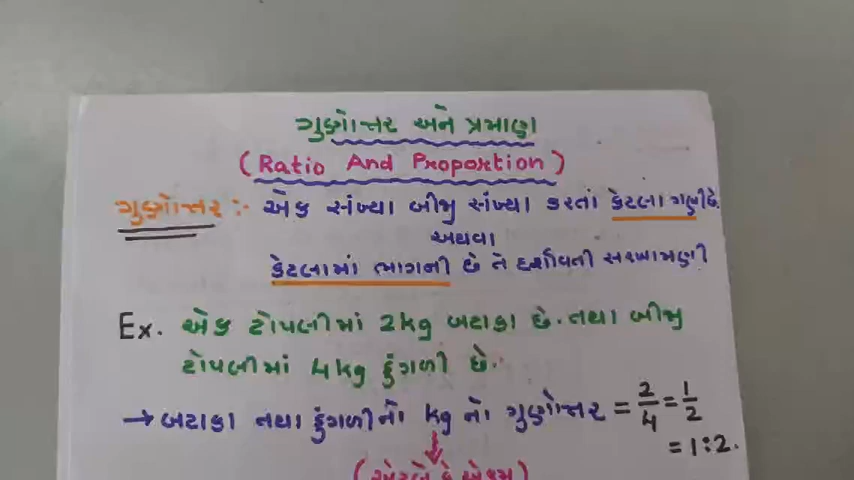 ગુણોત્તર અને પ્રમાણ
(Ratio And Proportion)
ગુણોત્તર :- એક સંખ્યા બીજી સંખ્યા કરતાં કેટલા ગણી છે.
અથવા
કેટલામાં ભાગની છે તે દર્શાવતી સરખામણી
Ex. એક ટોપલીમાં 2kg બટાકા છે. તથા બીજી
ટોપલીમાં 4kg ડુંગળી છે.
→ બટાકા તથા ડુંગળીનો kg નો ગુણોત્તર = 2/4 = 1/2
= 1:2.
(એટલે કે એકમ)